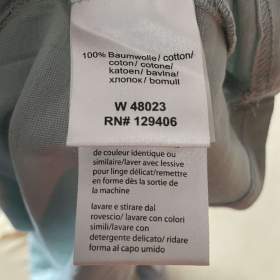 100% Baumwolle/cotton/
coton/ cotone/
katoen/ bavlna/
хлопок/ bomull
W 48023
RN# 129406
de couleur identique ou
similaire/laver avec lessive
pour linge délicat/remettre
en forme dès la sortie de
la machine
lavare e stirare dal
rovescio/ lavare con colori
simili/lavare con
detergente delicato/ ridare
forma al capo umido